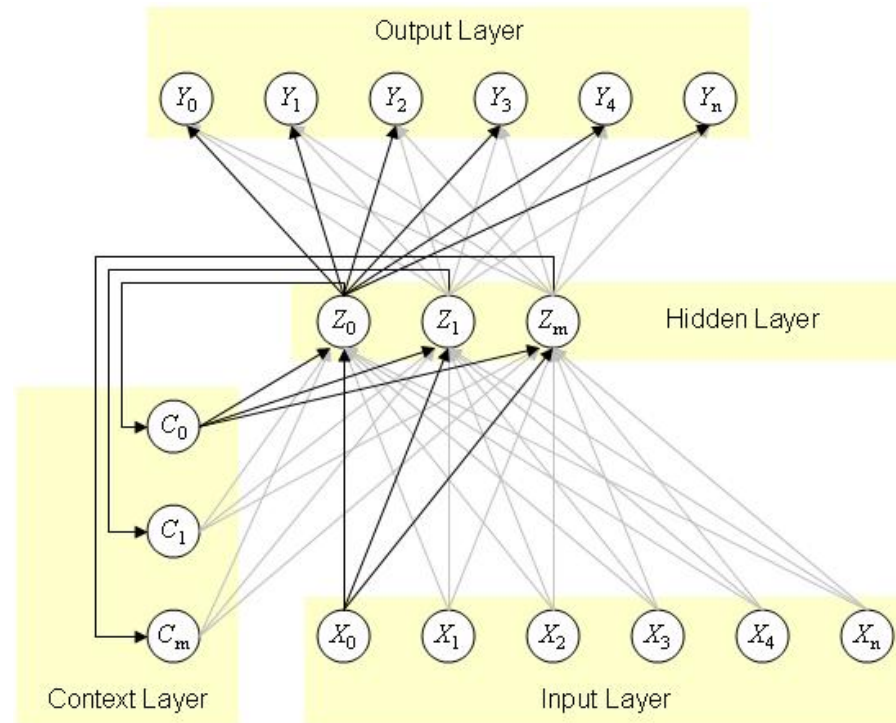 Output Layer
Y0 Y1 Y2 Y3 Y4 Yn
Z0 Z1 Zm Hidden Layer
C0
C1
Cm
X0 X1 X2 X3 X4 Xn
Context Layer
Input Layer